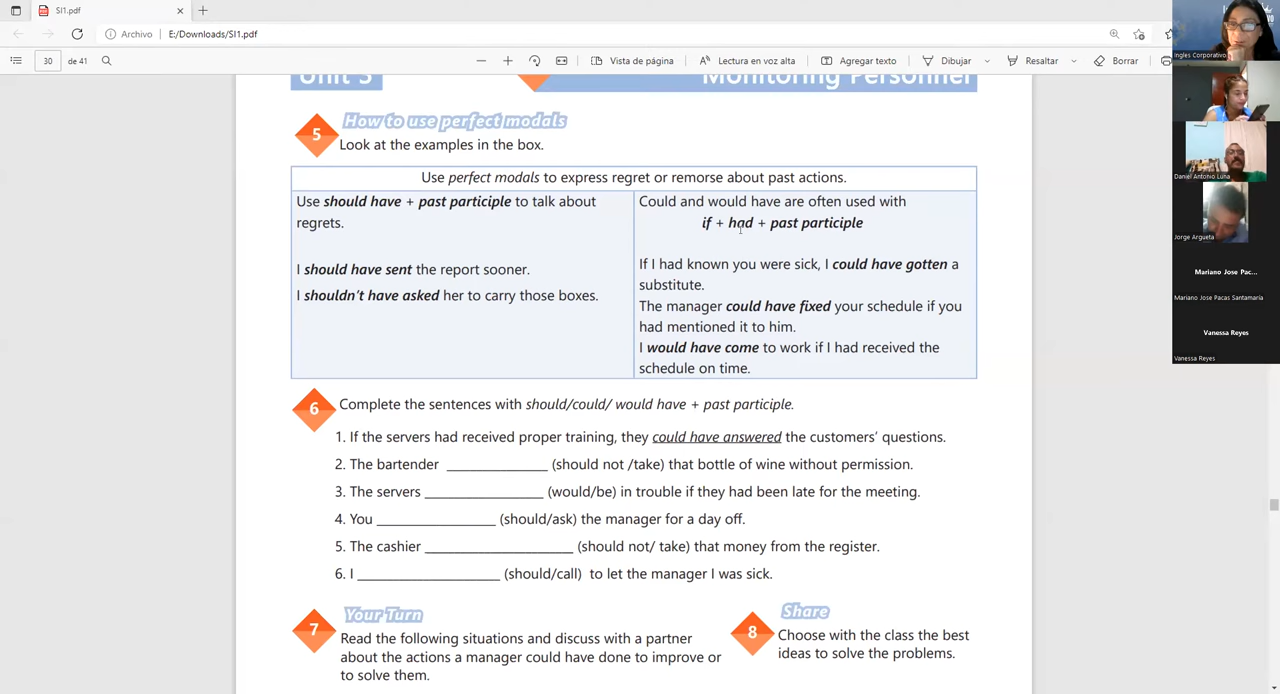 SI1.pdf
Archivo E:/Downloads/SI1.pdf
30 de 41 Vista de página Lectura en voz alta Agregar texto Dibujar Resaltar Borrar
Unit 5 Monitoring Personnel
5 How to use perfect modals
Look at the examples in the box.
Use perfect modals to express regret or remorse about past actions.
Use should have + past participle to talk about
regrets.
I should have sent the report sooner.
I shouldn't have asked her to carry those boxes.
Could and would have are often used with
if + had + past participle
If I had known you were sick, I could have gotten a
substitute.
The manager could have fixed your schedule if you
had mentioned it to him.
I would have come to work if I had received the
schedule on time.
6 Complete the sentences with should/could/ would have + past participle.
1. If the servers had received proper training, they could have answered the customers' questions.
2. The bartender _____________ (should not /take) that bottle of wine without permission.
3. The servers _______________ (would/be) in trouble if they had been late for the meeting.
4. You _______________ (should/ask) the manager for a day off.
5. The cashier ___________________ (should not/ take) that money from the register.
6. I __________________ (should/call) to let the manager I was sick.
7 Your Turn
Read the following situations and discuss with a partner
about the actions a manager could have done to improve or
to solve them.
8 Share
Choose with the class the best
ideas to solve the problems.
Ingles Corporativo
Daniel Antonio Luna
Jorge Argueta
Mariano Jose Pac...
Mariano Jose Pacas Santamaria
Vanessa Reyes
Vanessa Reyes